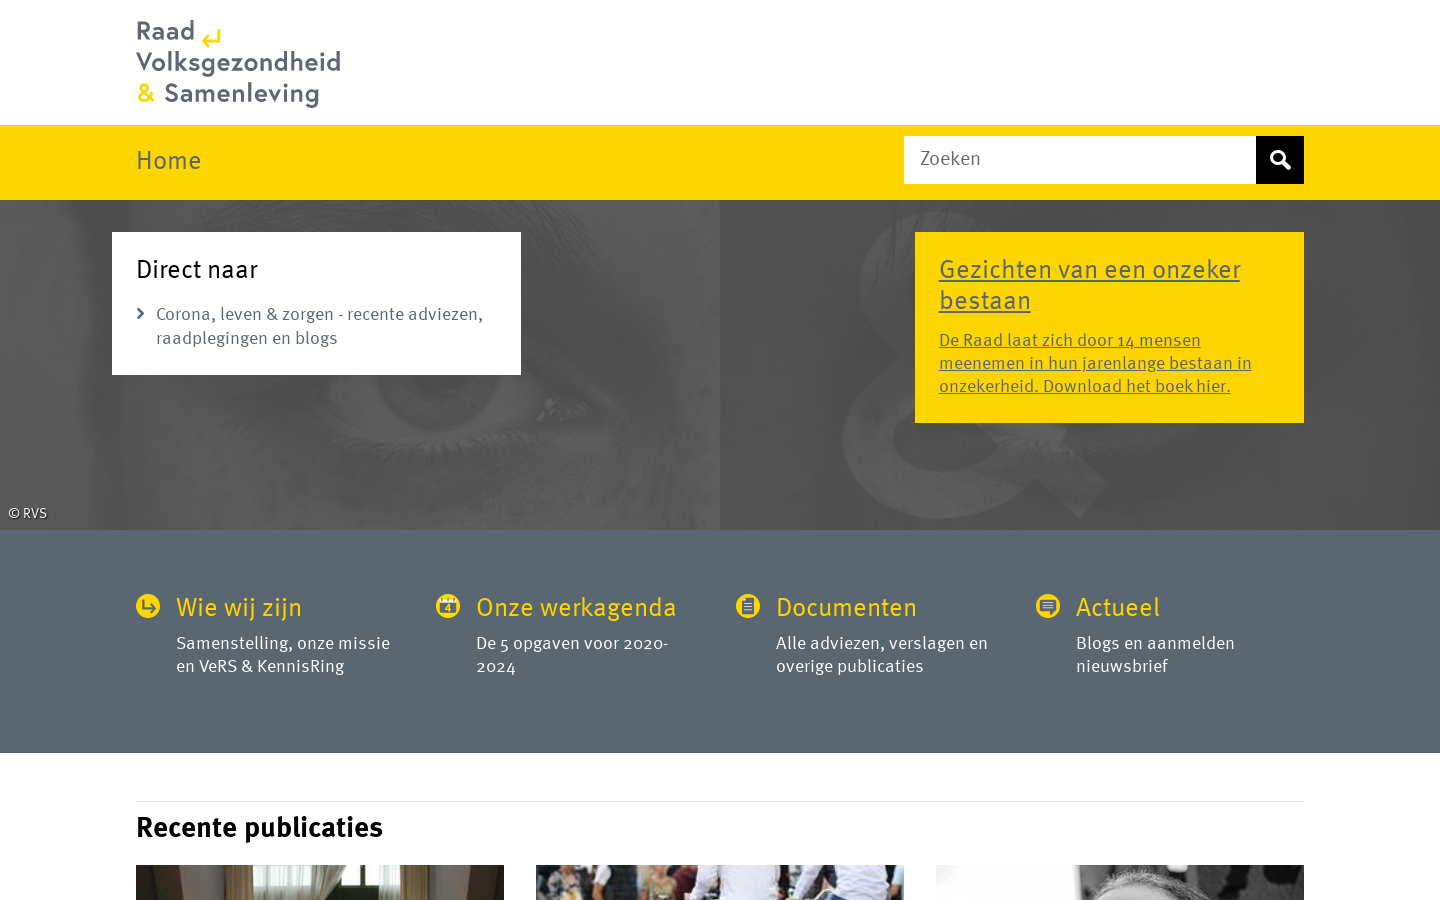 Raad
Volksgezondheid
& Samenleving
Home
Zoeken
Direct naar
Corona, leven & zorgen - recente adviezen,
raadplegingen en blogs
Gezichten van een onzeker
bestaan
De Raad laat zich door 14 mensen
meenemen in hun jarenlange bestaan in
onzekerheid. Download het boek hier.
© RVS
Wie wij zijn
Samenstelling, onze missie
en VeRS & KennisRing
Onze werkagenda
De 5 opgaven voor 2020-
2024
Documenten
Alle adviezen, verslagen en
overige publicaties
Actueel
Blogs en aanmelden
nieuwsbrief
Recente publicaties